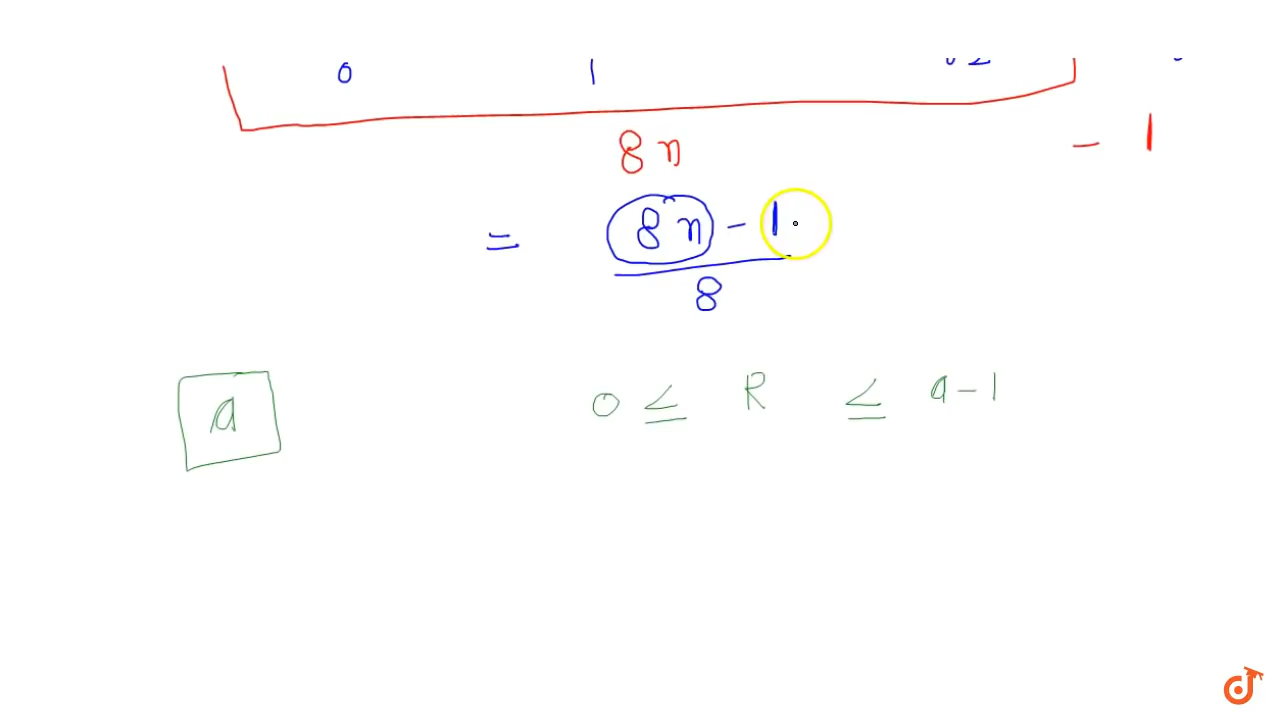 0 1
8n - 1
= 8n - 1
8
a 0 ≤ R ≤ a - 1